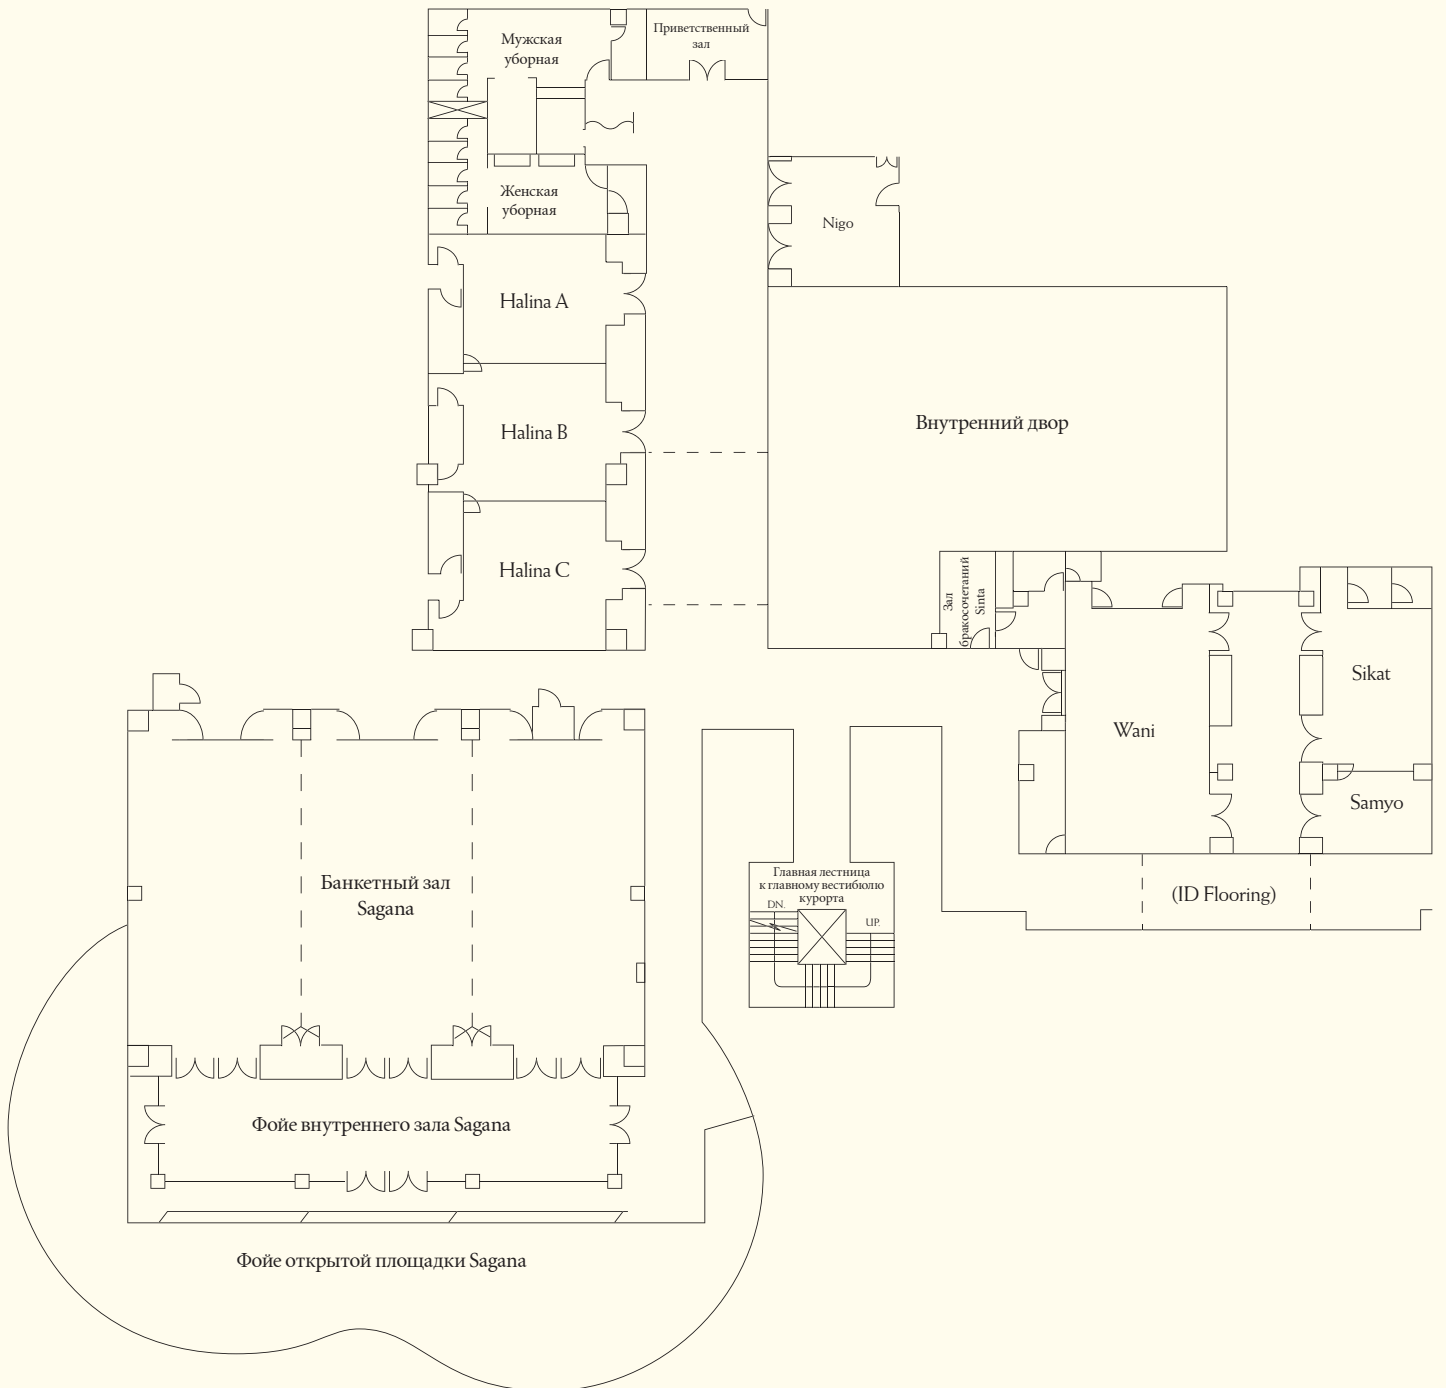 Мужская
уборная
Приветственный
зал
Женская
уборная
Nigo
Halina A
Halina B
Внутренний двор
Halina C
Зал
бракосочетаний
Sinta
Sikat
Wani
Samyo
Банкетный зал
Sagana
Главная лестница
к главному вестибюлю
курорта
DN.
UP.
(ID Flooring)
Фойе внутреннего зала Sagana
Фойе открытой площадки Sagana